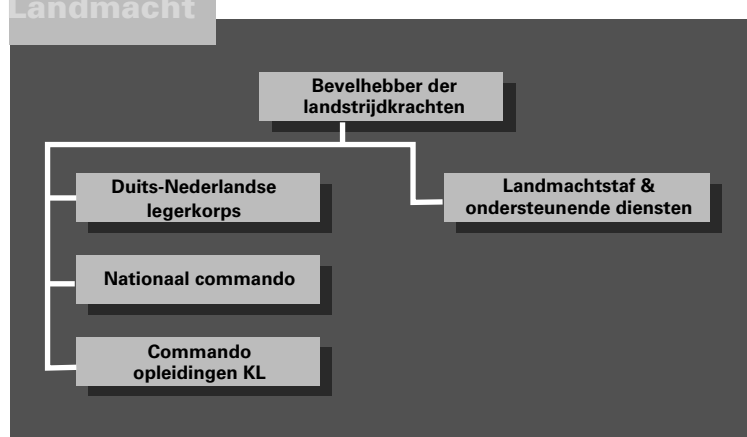 Landmacht
Bevelhebber der
landstrijdkrachten
Duits-Nederlandse
legerkorps
Landmachtstaf &
ondersteunende diensten
Nationaal commando
Commando
opleidingen KL